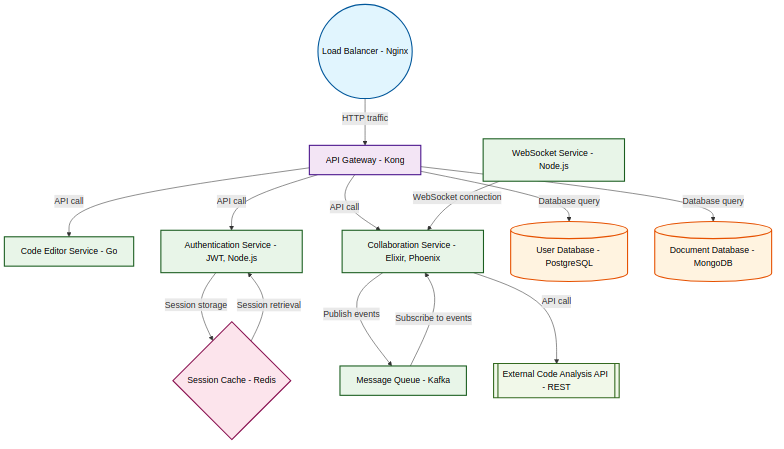 Load Balancer - Nginx
HTTP traffic
API Gateway - Kong
WebSocket Service -
Node.js
API call
API call
API call
WebSocket connection
Database query
Database query
Code Editor Service - Go
Authentication Service -
JWT, Node.js
Collaboration Service -
Elixir, Phoenix
User Database -
PostgreSQL
Document Database -
MongoDB
Session storage
Session retrieval
Publish events
Subscribe to events
API call
Session Cache - Redis
Message Queue - Kafka
External Code Analysis API
- REST